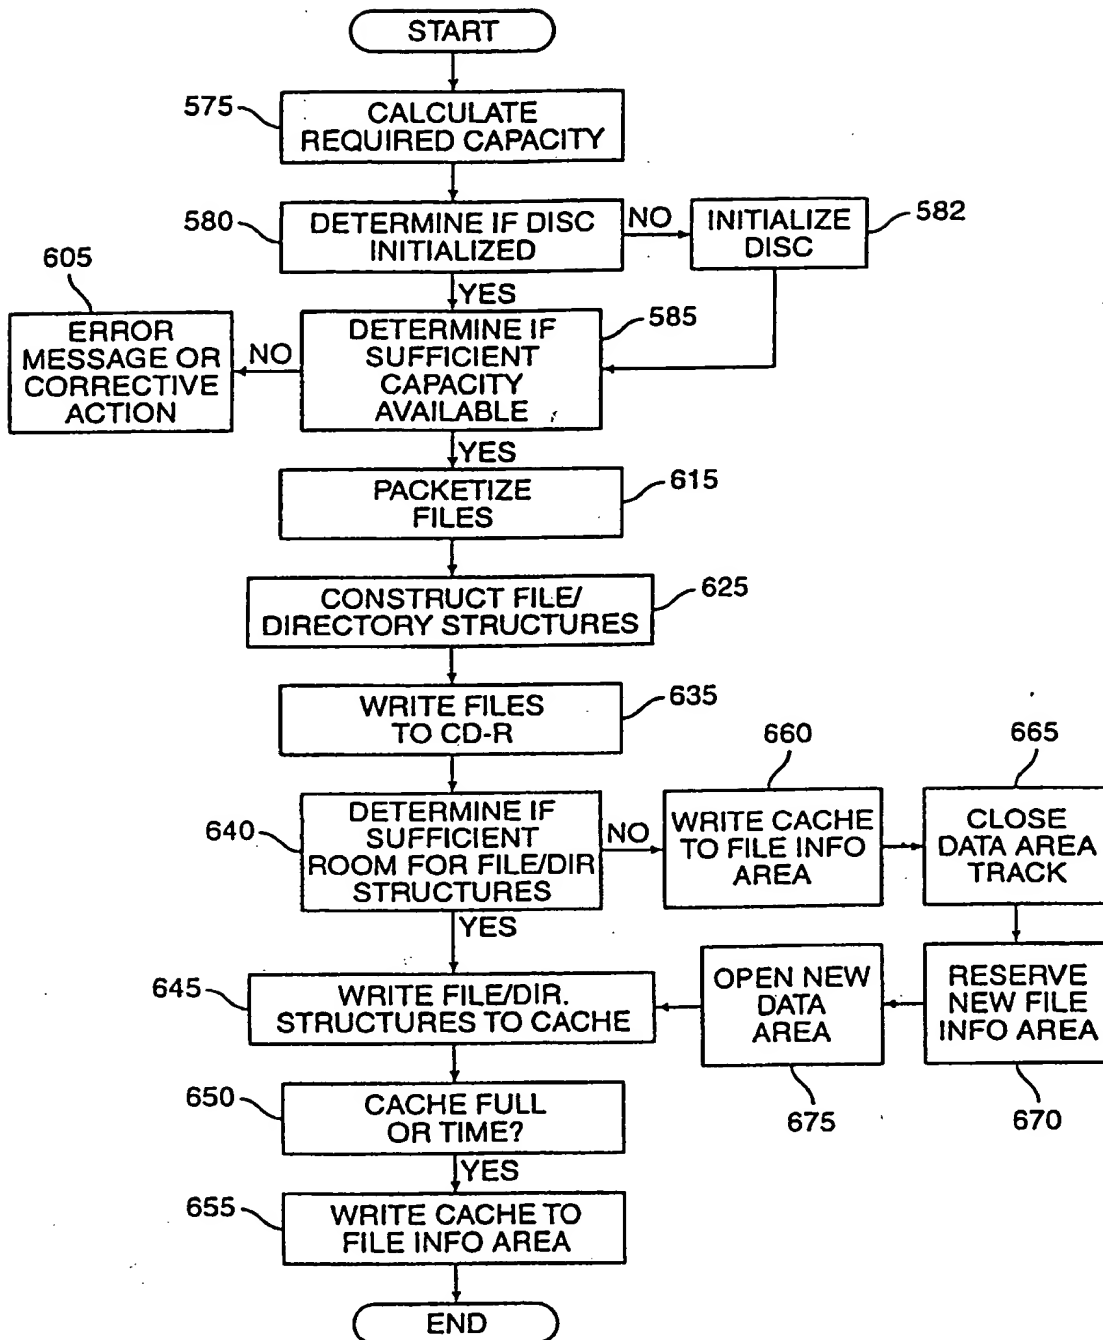 START
575
CALCULATE
REQUIRED CAPACITY
580
DETERMINE IF DISC
INITIALIZED
NO
INITIALIZE
DISC
582
YES
605
ERROR
MESSAGE OR
CORRECTIVE
ACTION
NO
DETERMINE IF
SUFFICIENT
CAPACITY
AVAILABLE
585
YES
PACKETIZE
FILES
615
CONSTRUCT FILE/
DIRECTORY STRUCTURES
625
WRITE FILES
TO CD-R
635
640
DETERMINE IF
SUFFICIENT
ROOM FOR FILE/DIR
STRUCTURES
NO
660
WRITE CACHE
TO FILE INFO
AREA
665
CLOSE
DATA AREA
TRACK
YES
645
WRITE FILE/DIR.
STRUCTURES TO CACHE
OPEN NEW
DATA
AREA
675
RESERVE
NEW FILE
INFO AREA
670
650
CACHE FULL
OR TIME?
YES
655
WRITE CACHE TO
FILE INFO AREA
END